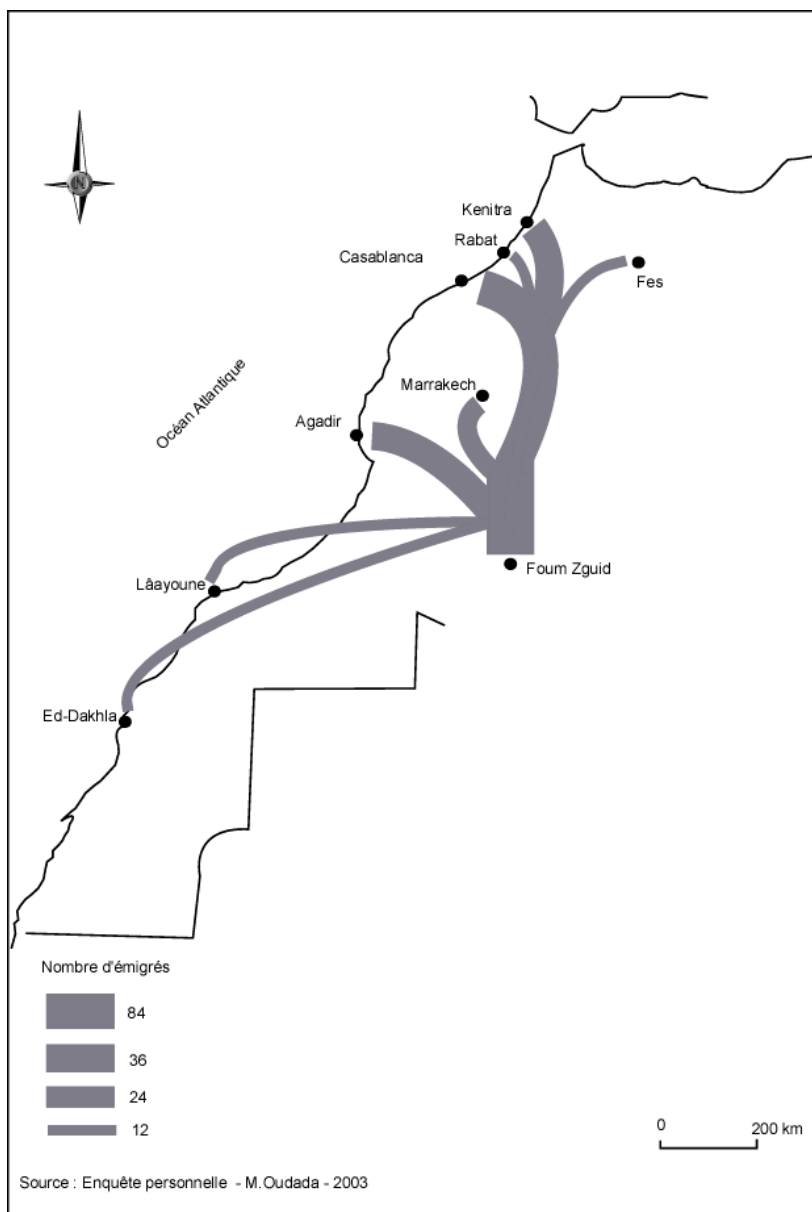 N
Kenitra
Rabat
Casablanca
Fes
Océan Atlantique
Marrakech
Agadir
Foum Zguid
Lâayoune
Ed-Dakhla
Nombre d'émigrés
84
36
24
12
0 200 km
Source : Enquête personnelle - M.Oudada - 2003